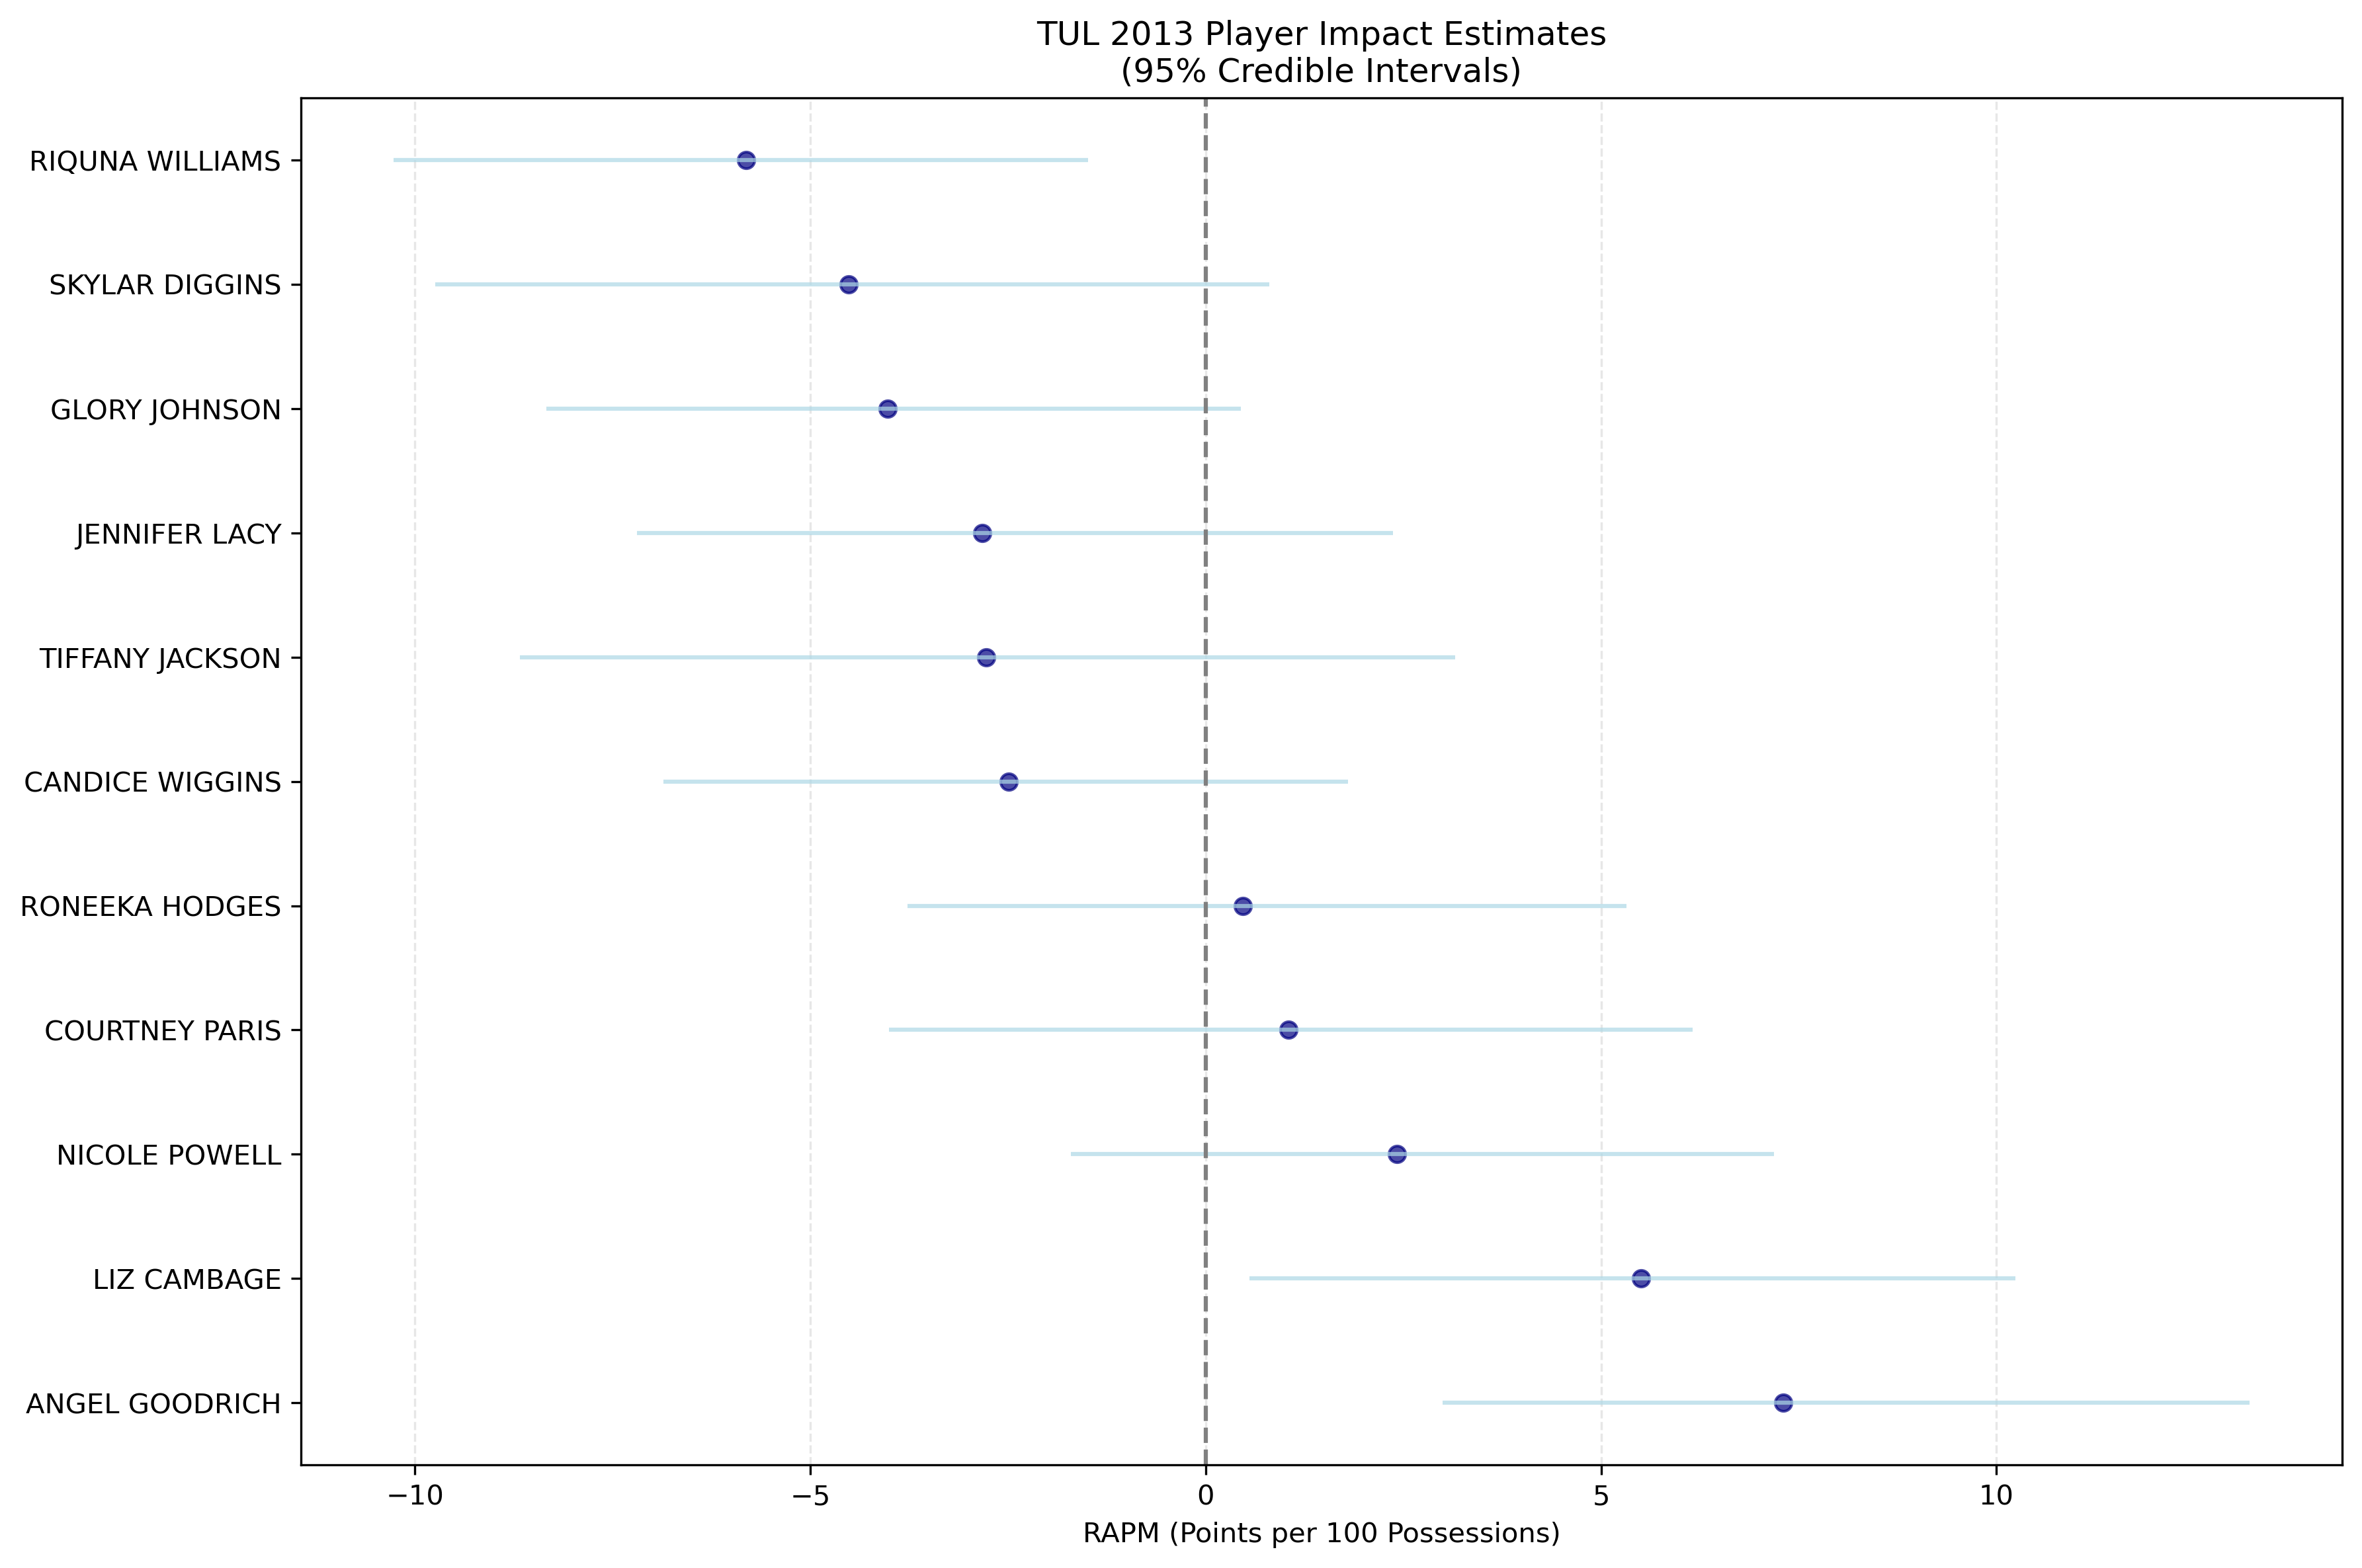 TUL 2013 Player Impact Estimates
(95% Credible Intervals)
RIQUNA WILLIAMS
SKYLAR DIGGINS
GLORY JOHNSON
JENNIFER LACY
TIFFANY JACKSON
CANDICE WIGGINS
RONEEKA HODGES
COURTNEY PARIS
NICOLE POWELL
LIZ CAMBAGE
ANGEL GOODRICH
−10 −5 0 5 10
RAPM (Points per 100 Possessions)